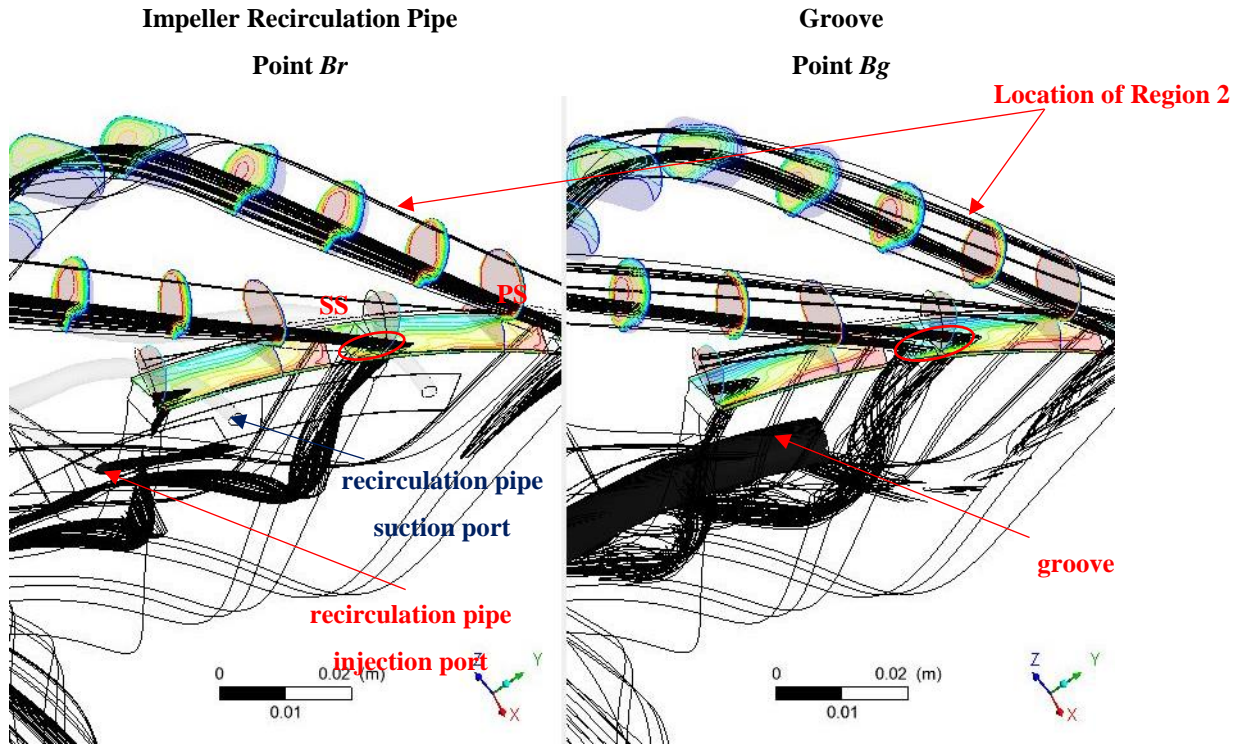 Impeller Recirculation Pipe
Point Br
Groove
Point Bg
Location of Region 2
SS
PS
recirculation pipe
suction port
recirculation pipe
injection port
groove
0 0.02 (m)
0.01
Z
Y
X
0 0.02 (m)
0.01
Z
Y
X